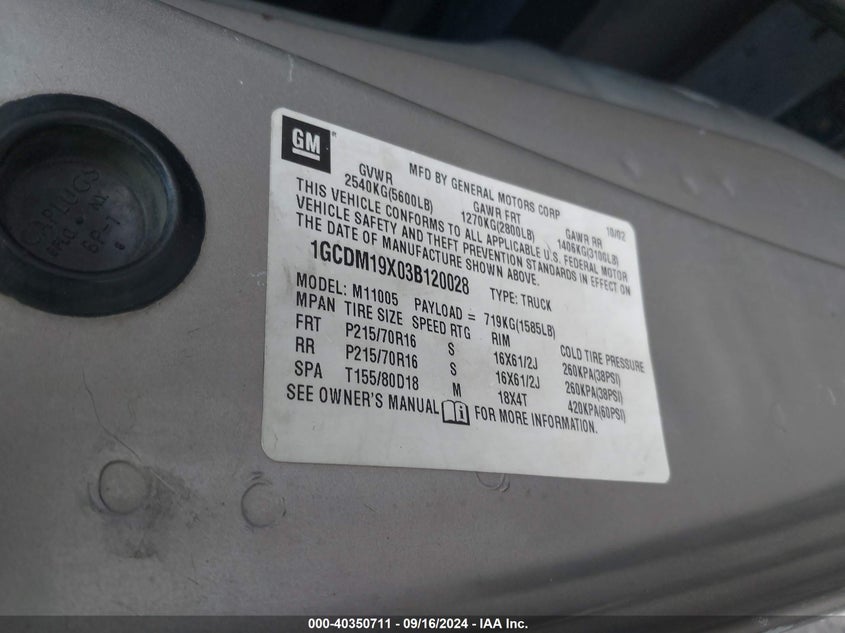 GM
MFD BY GENERAL MOTORS CORP 10/02
GVWR GAWR FRT GAWR RR
2540KG(5600LB) 1270KG(2800LB) 1406KG(3100LB)
THIS VEHICLE CONFORMS TO ALL APPLICABLE U.S. FEDERAL MOTOR
VEHICLE SAFETY AND THEFT PREVENTION STANDARDS IN EFFECT ON
THE DATE OF MANUFACTURE SHOWN ABOVE.
1GCDM19X03B120028 TYPE: TRUCK
MODEL: M11005 PAYLOAD = 719KG(1585LB)
MPAN TIRE SIZE SPEED RTG RIM COLD TIRE PRESSURE
FRT P215/70R16 S 16X61/2J 260KPA(38PSI)
RR P215/70R16 S 16X61/2J 260KPA(38PSI)
SPA T155/80D18 M 18X4T 420KPA(60PSI)
SEE OWNER'S MANUAL FOR MORE INFORMATION.
CAPLUGS
BP-7
000-40350711 - 09/16/2024 - IAA Inc.